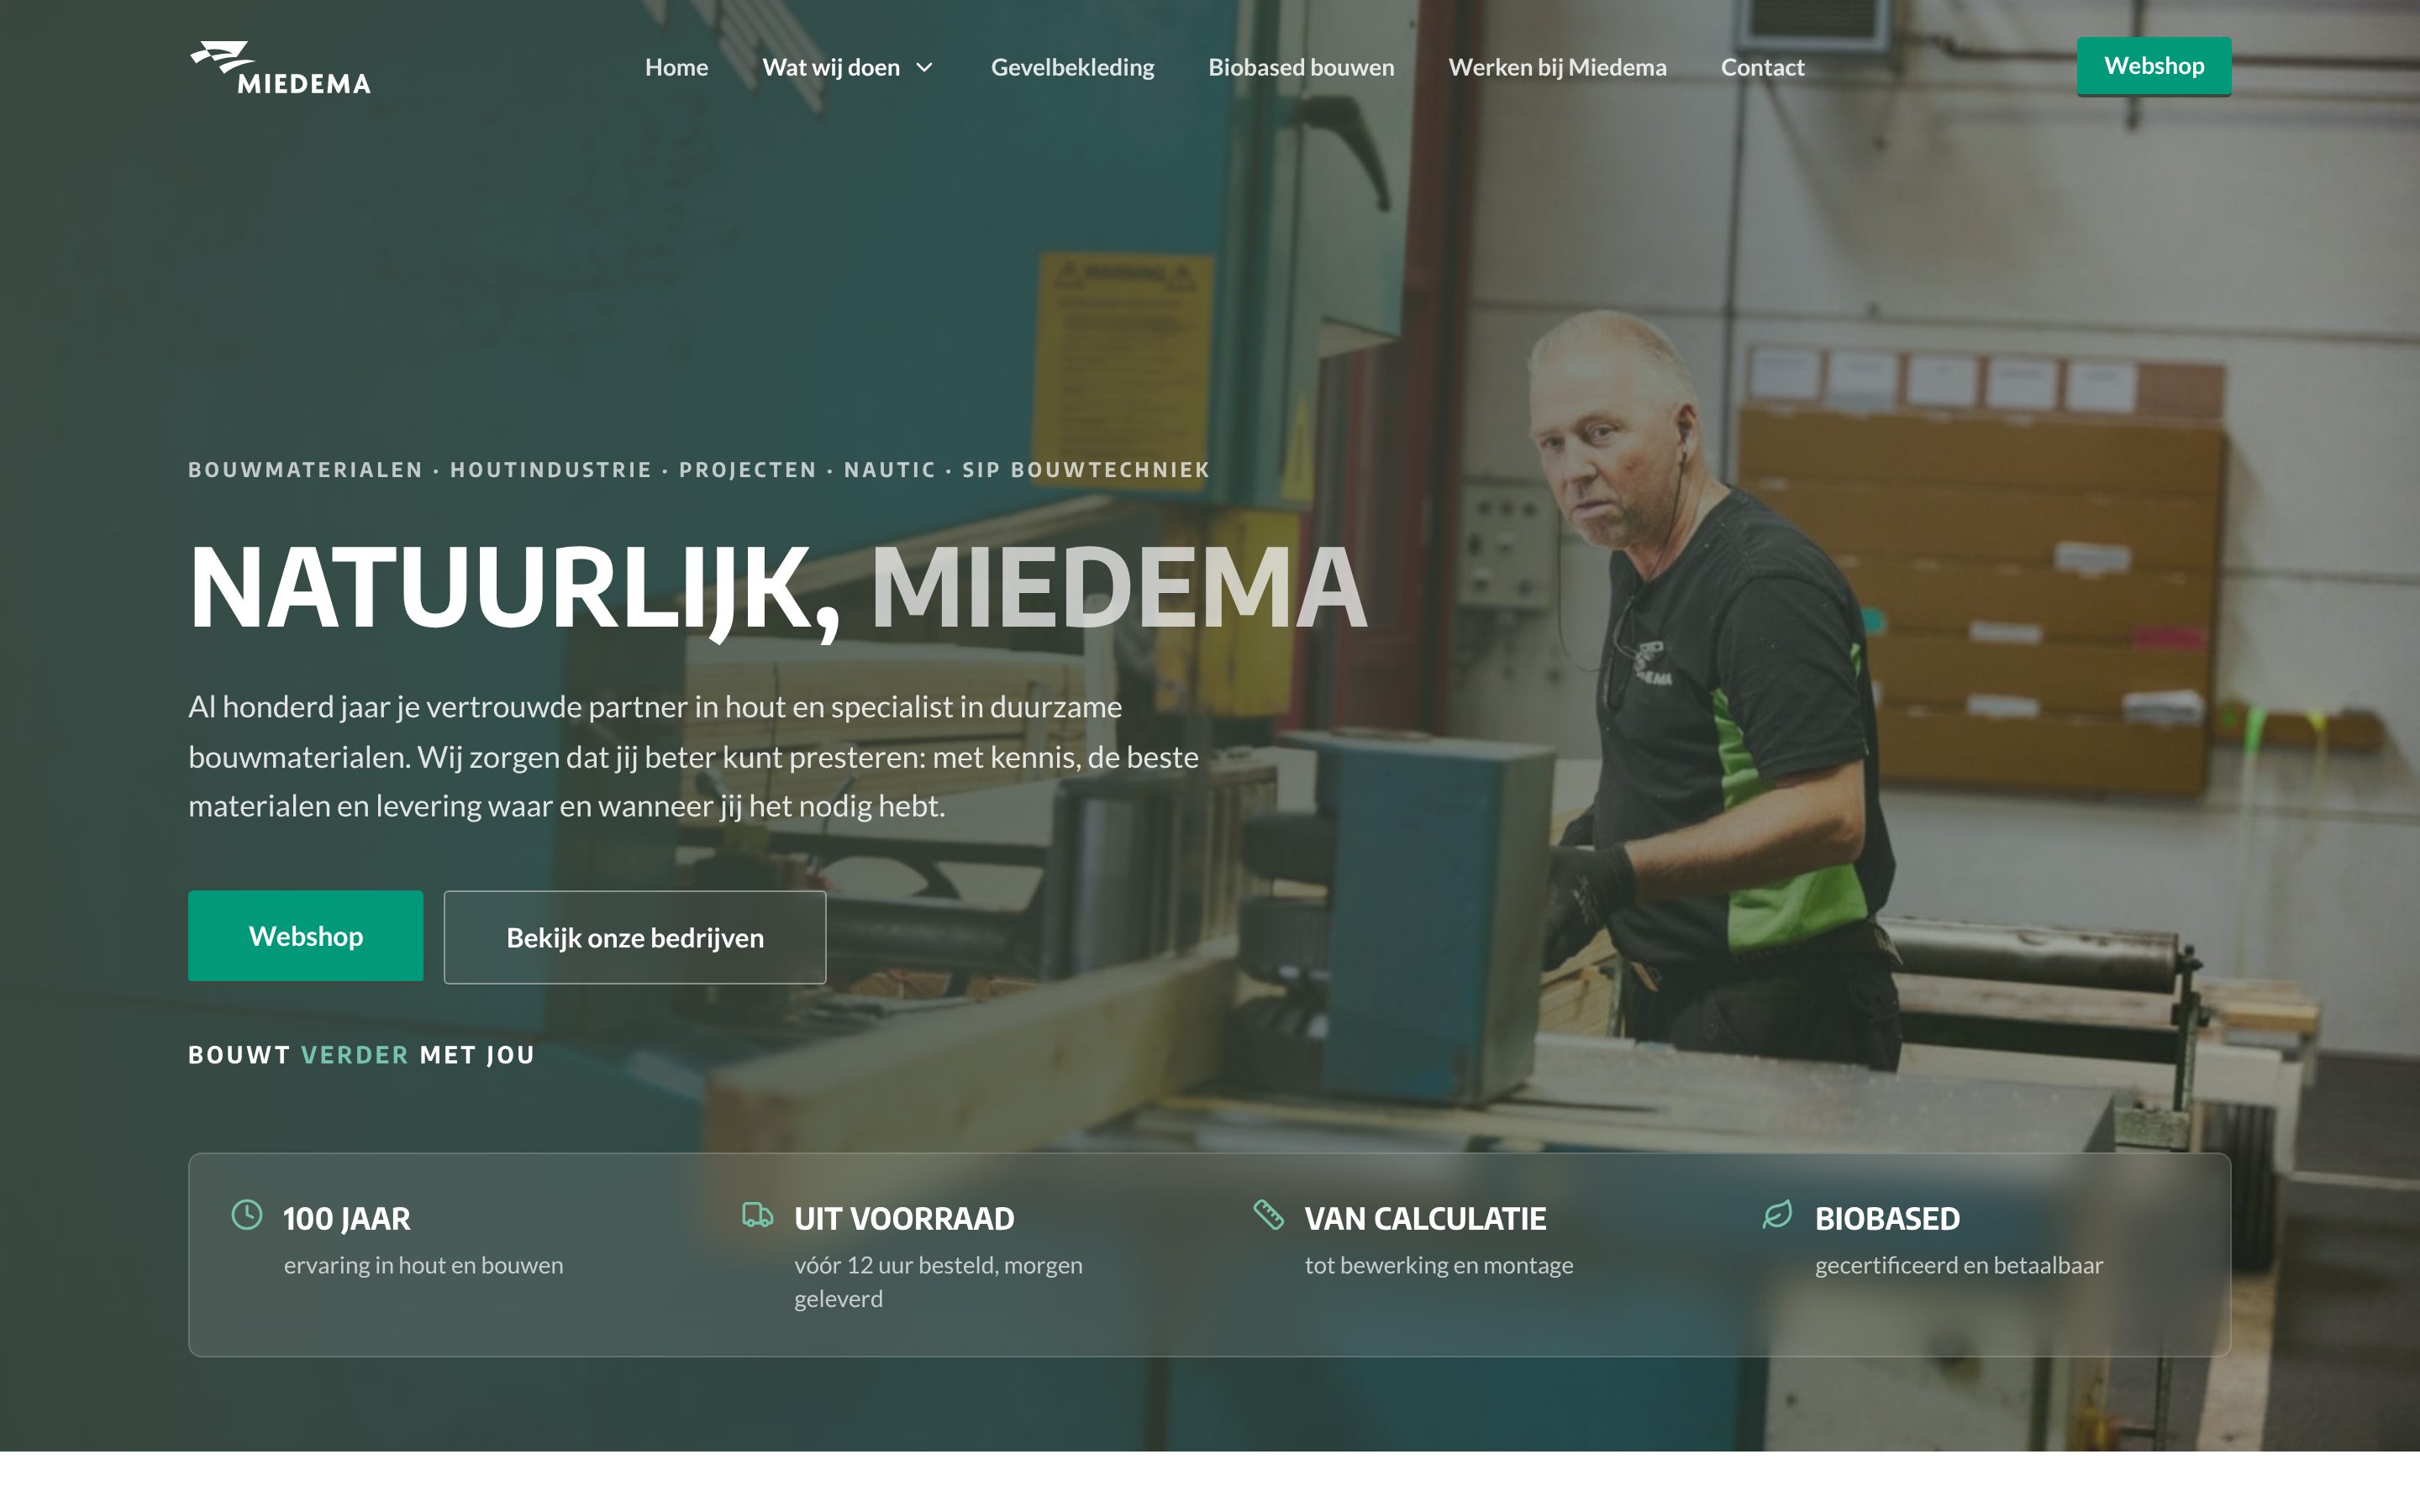 MIEDEMA
Home
Wat wij doen
Gevelbekleding
Biobased bouwen
Werken bij Miedema
Contact
Webshop
WARNING
BOUWMATERIALEN · HOUTINDUSTRIE · PROJECTEN · NAUTIC · SIP BOUWTECHNIEK
NATUURLIJK, MIEDEMA
Al honderd jaar je vertrouwde partner in hout en specialist in duurzame
bouwmaterialen. Wij zorgen dat jij beter kunt presteren: met kennis, de beste
materialen en levering waar en wanneer jij het nodig hebt.
Webshop
Bekijk onze bedrijven
BOUWT VERDER MET JOU
100 JAAR
ervaring in hout en bouwen
UIT VOORRAAD
vóór 12 uur besteld, morgen
geleverd
VAN CALCULATIE
tot bewerking en montage
BIOBASED
gecertificeerd en betaalbaar